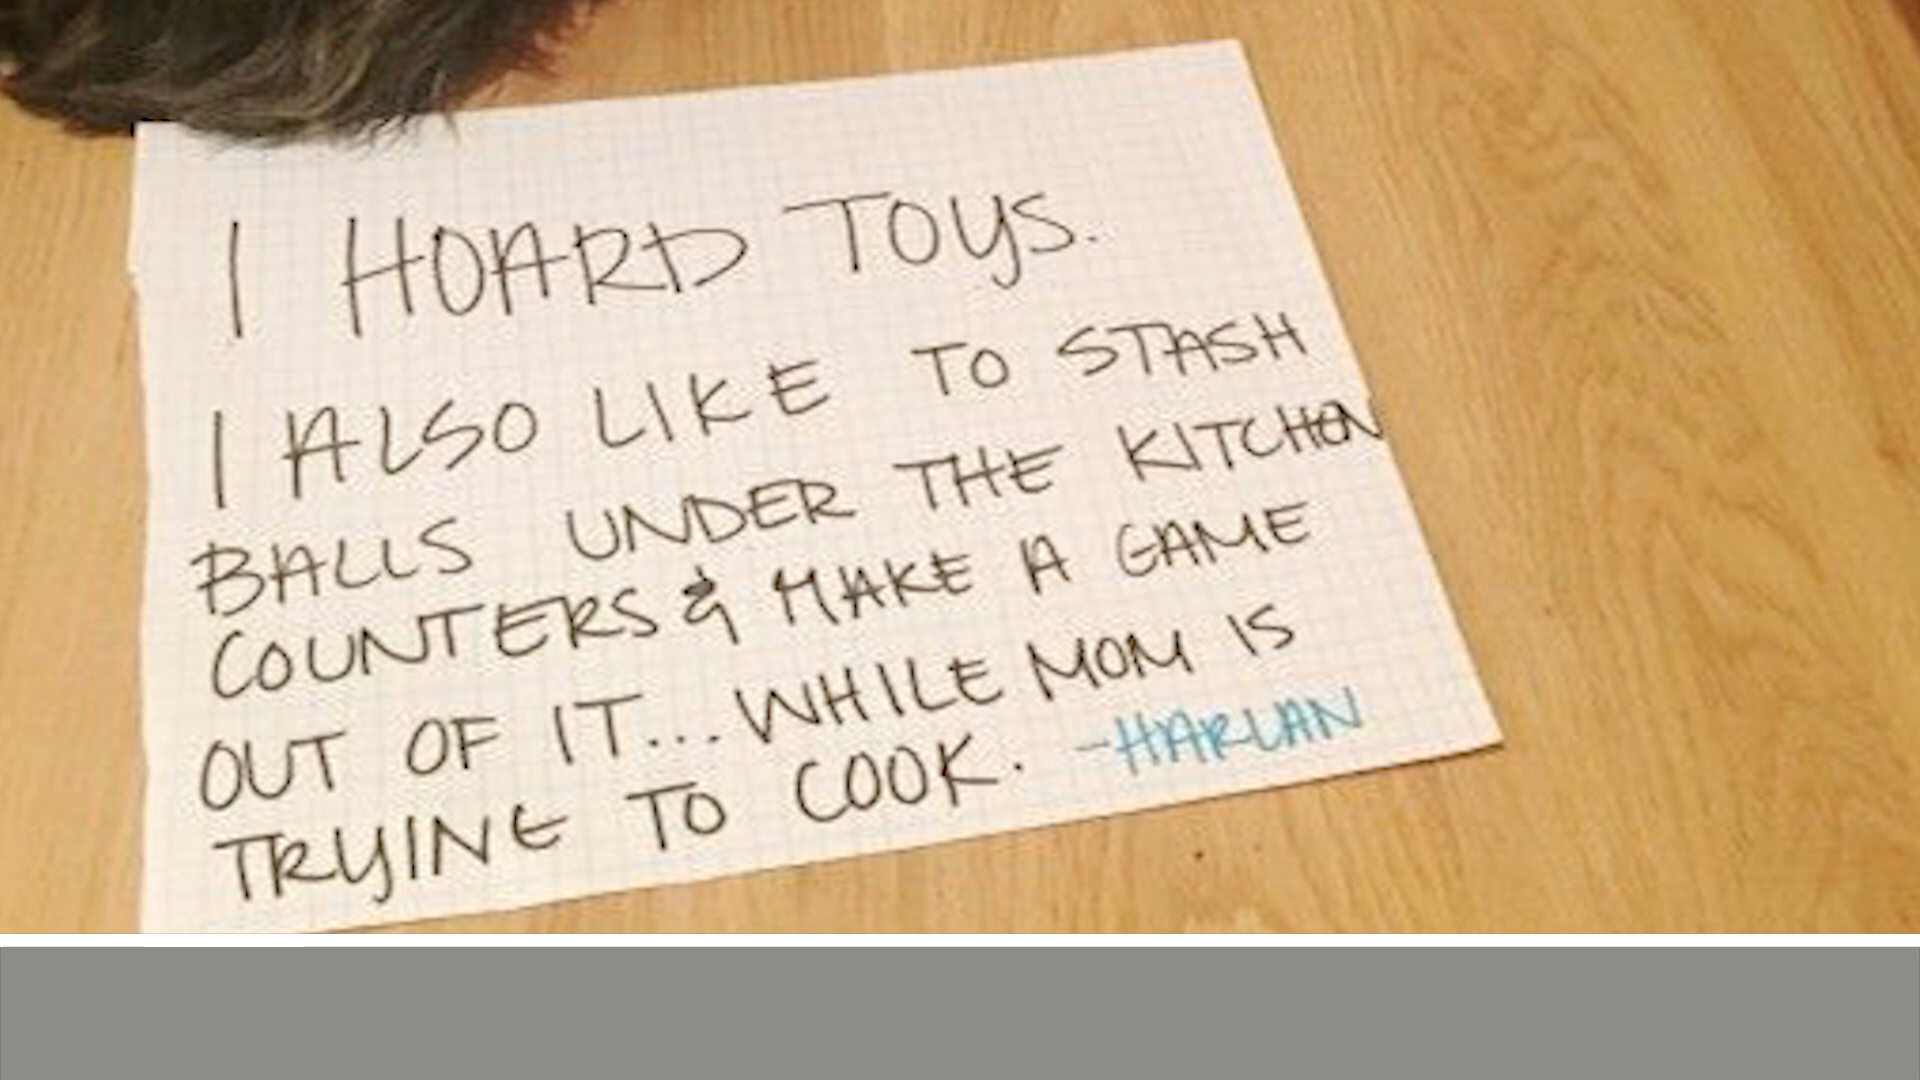 I HOARD TOYS.
I ALSO LIKE TO STASH
BALLS UNDER THE KITCHEN
COUNTERS & MAKE A GAME
OUT OF IT... WHILE MOM IS
TRYING TO COOK. -HARLAN